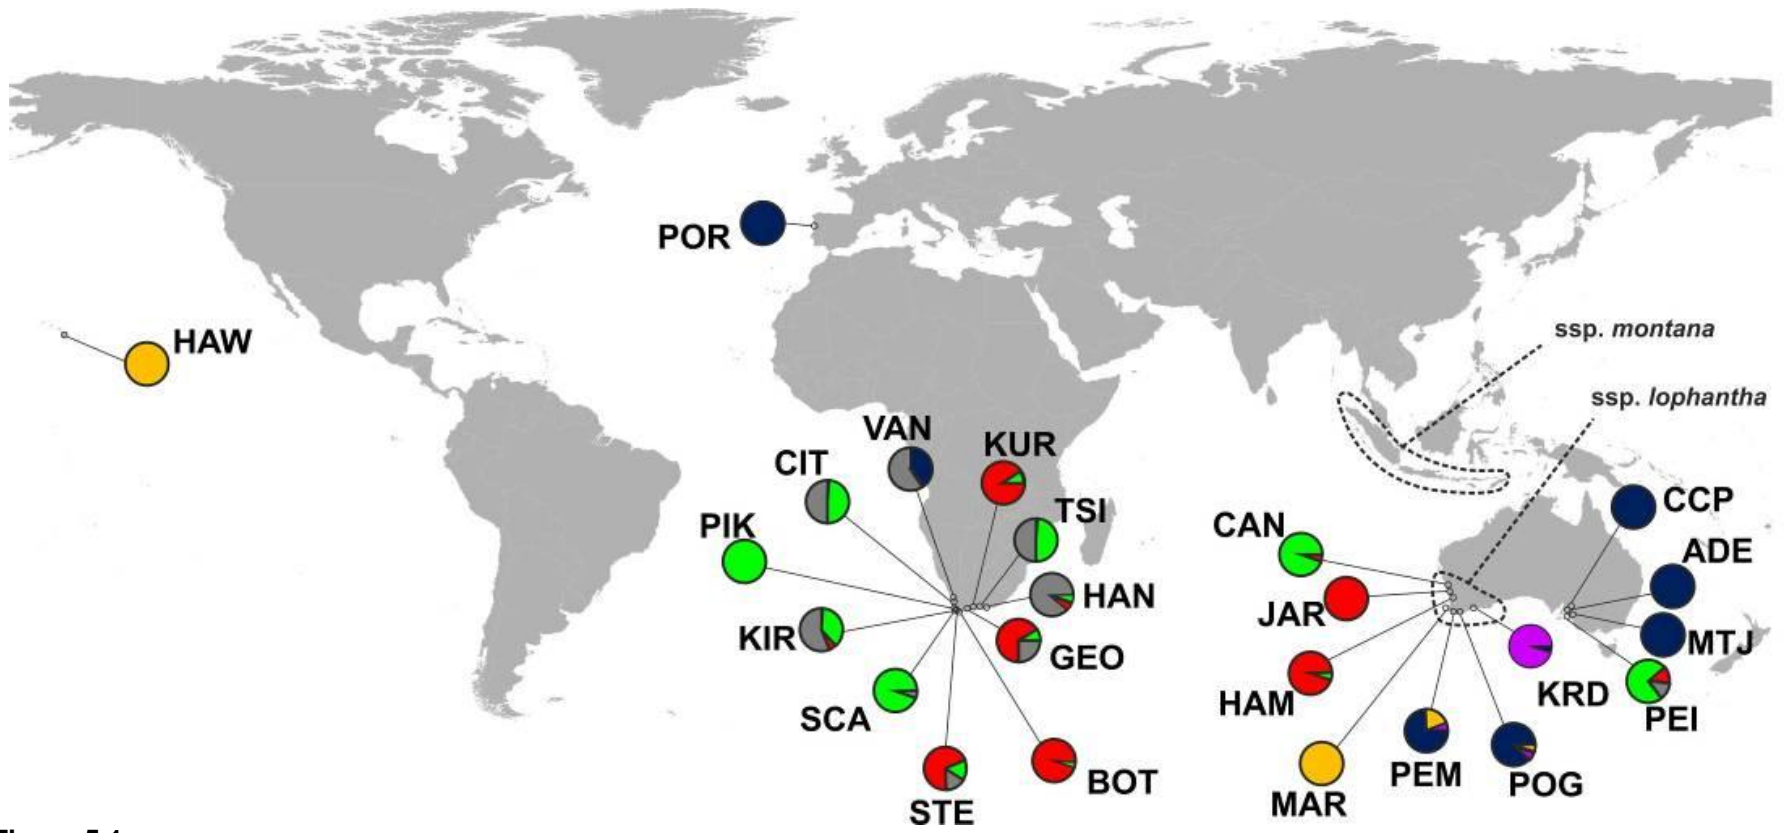 POR
HAW
ssp. montana
ssp. lophantha
VAN
KUR
CIT
TSI
PIK
HAN
KIR
GEO
SCA
BOT
STE
CCP
CAN
ADE
JAR
MTJ
KRD
HAM
PEI
PEM
POG
MAR